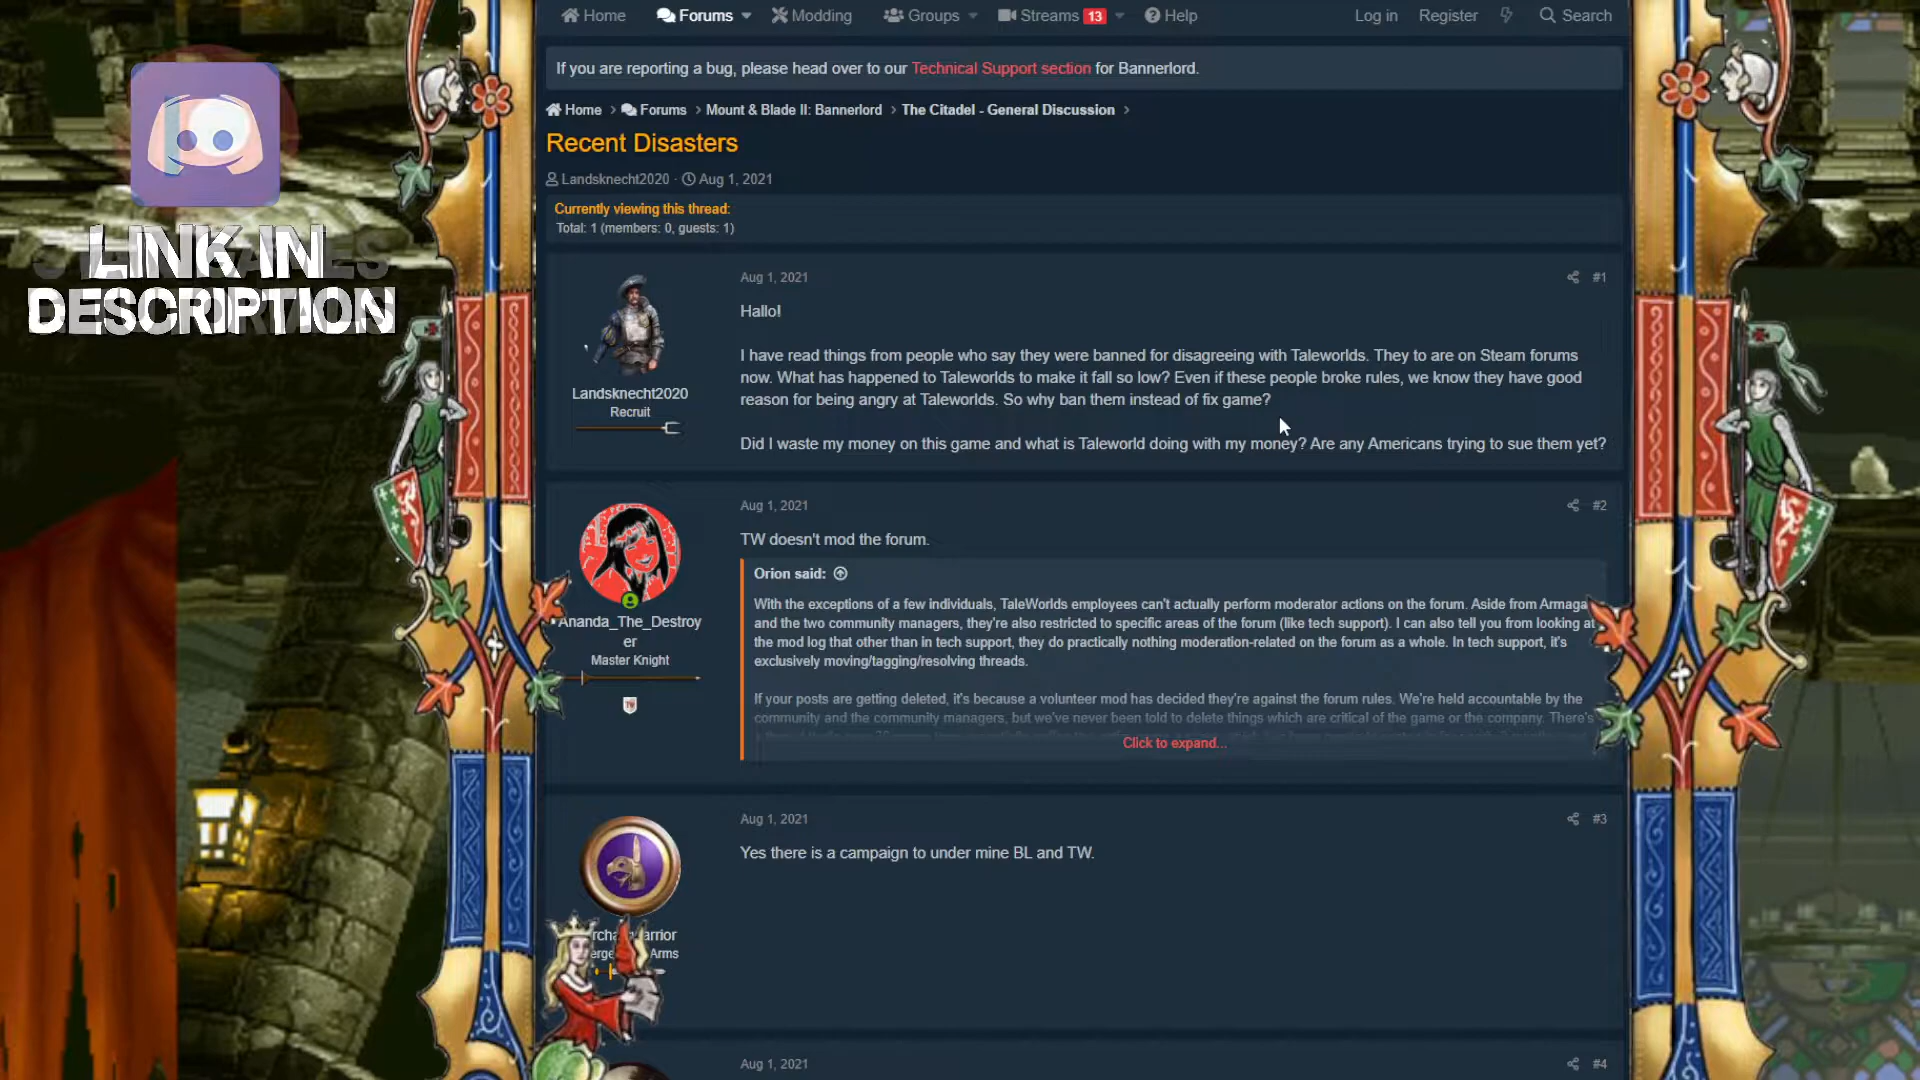 Home Forums Modding Groups Streams 13 Help Log in Register Search
If you are reporting a bug, please head over to our Technical Support section for Bannerlord.
Home Forums Mount & Blade II: Bannerlord The Citadel - General Discussion
Recent Disasters
Landsknecht2020 · Aug 1, 2021
Currently viewing this thread:
Total: 1 (members: 0, guests: 1)
LINK IN
DESCRIPTION
Aug 1, 2021 #1
Hallo!
I have read things from people who say they were banned for disagreeing with Taleworlds. They to are on Steam forums
now. What has happened to Taleworlds to make it fall so low? Even if these people broke rules, we know they have good
reason for being angry at Taleworlds. So why ban them instead of fix game?
Did I waste my money on this game and what is Taleworld doing with my money? Are any Americans trying to sue them yet?
Landsknecht2020
Recruit
Aug 1, 2021 #2
TW doesn't mod the forum.
Orion said:
With the exceptions of a few individuals, TaleWorlds employees can't actually perform moderator actions on the forum. Aside from Armaga
and the two community managers, they're also restricted to specific areas of the forum (like tech support). I can also tell you from looking at
the mod log that other than in tech support, they do practically nothing moderation-related on the forum as a whole. In tech support, it's
exclusively moving/tagging/resolving threads.
If your posts are getting deleted, it's because a volunteer mod has decided they're against the forum rules. We're held accountable by the
community and the community managers, but we've never been told to delete things which are critical of the game or the company. There's
Click to expand...
Ananda_The_Destroy
er
Master Knight
Aug 1, 2021 #3
Yes there is a campaign to under mine BL and TW.
Arms
Aug 1, 2021 #4